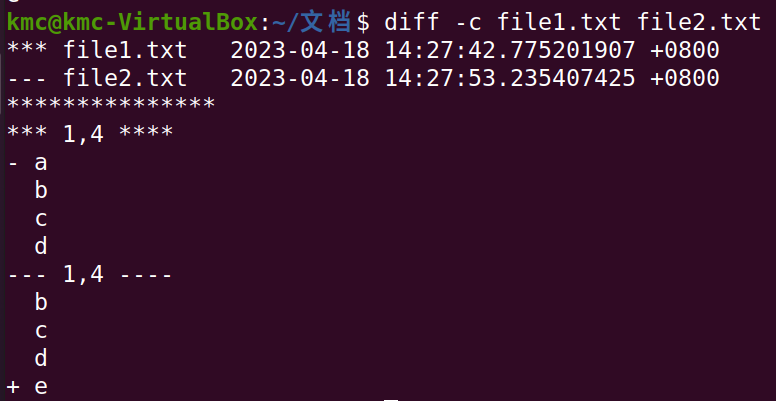 kmc@kmc-VirtualBox:~/文档$ diff -c file1.txt file2.txt
*** file1.txt   2023-04-18 14:27:42.775201907 +0800
--- file2.txt   2023-04-18 14:27:53.235407425 +0800
***************
*** 1,4 ****
- a
  b
  c
  d
--- 1,4 ----
  b
  c
  d
+ e